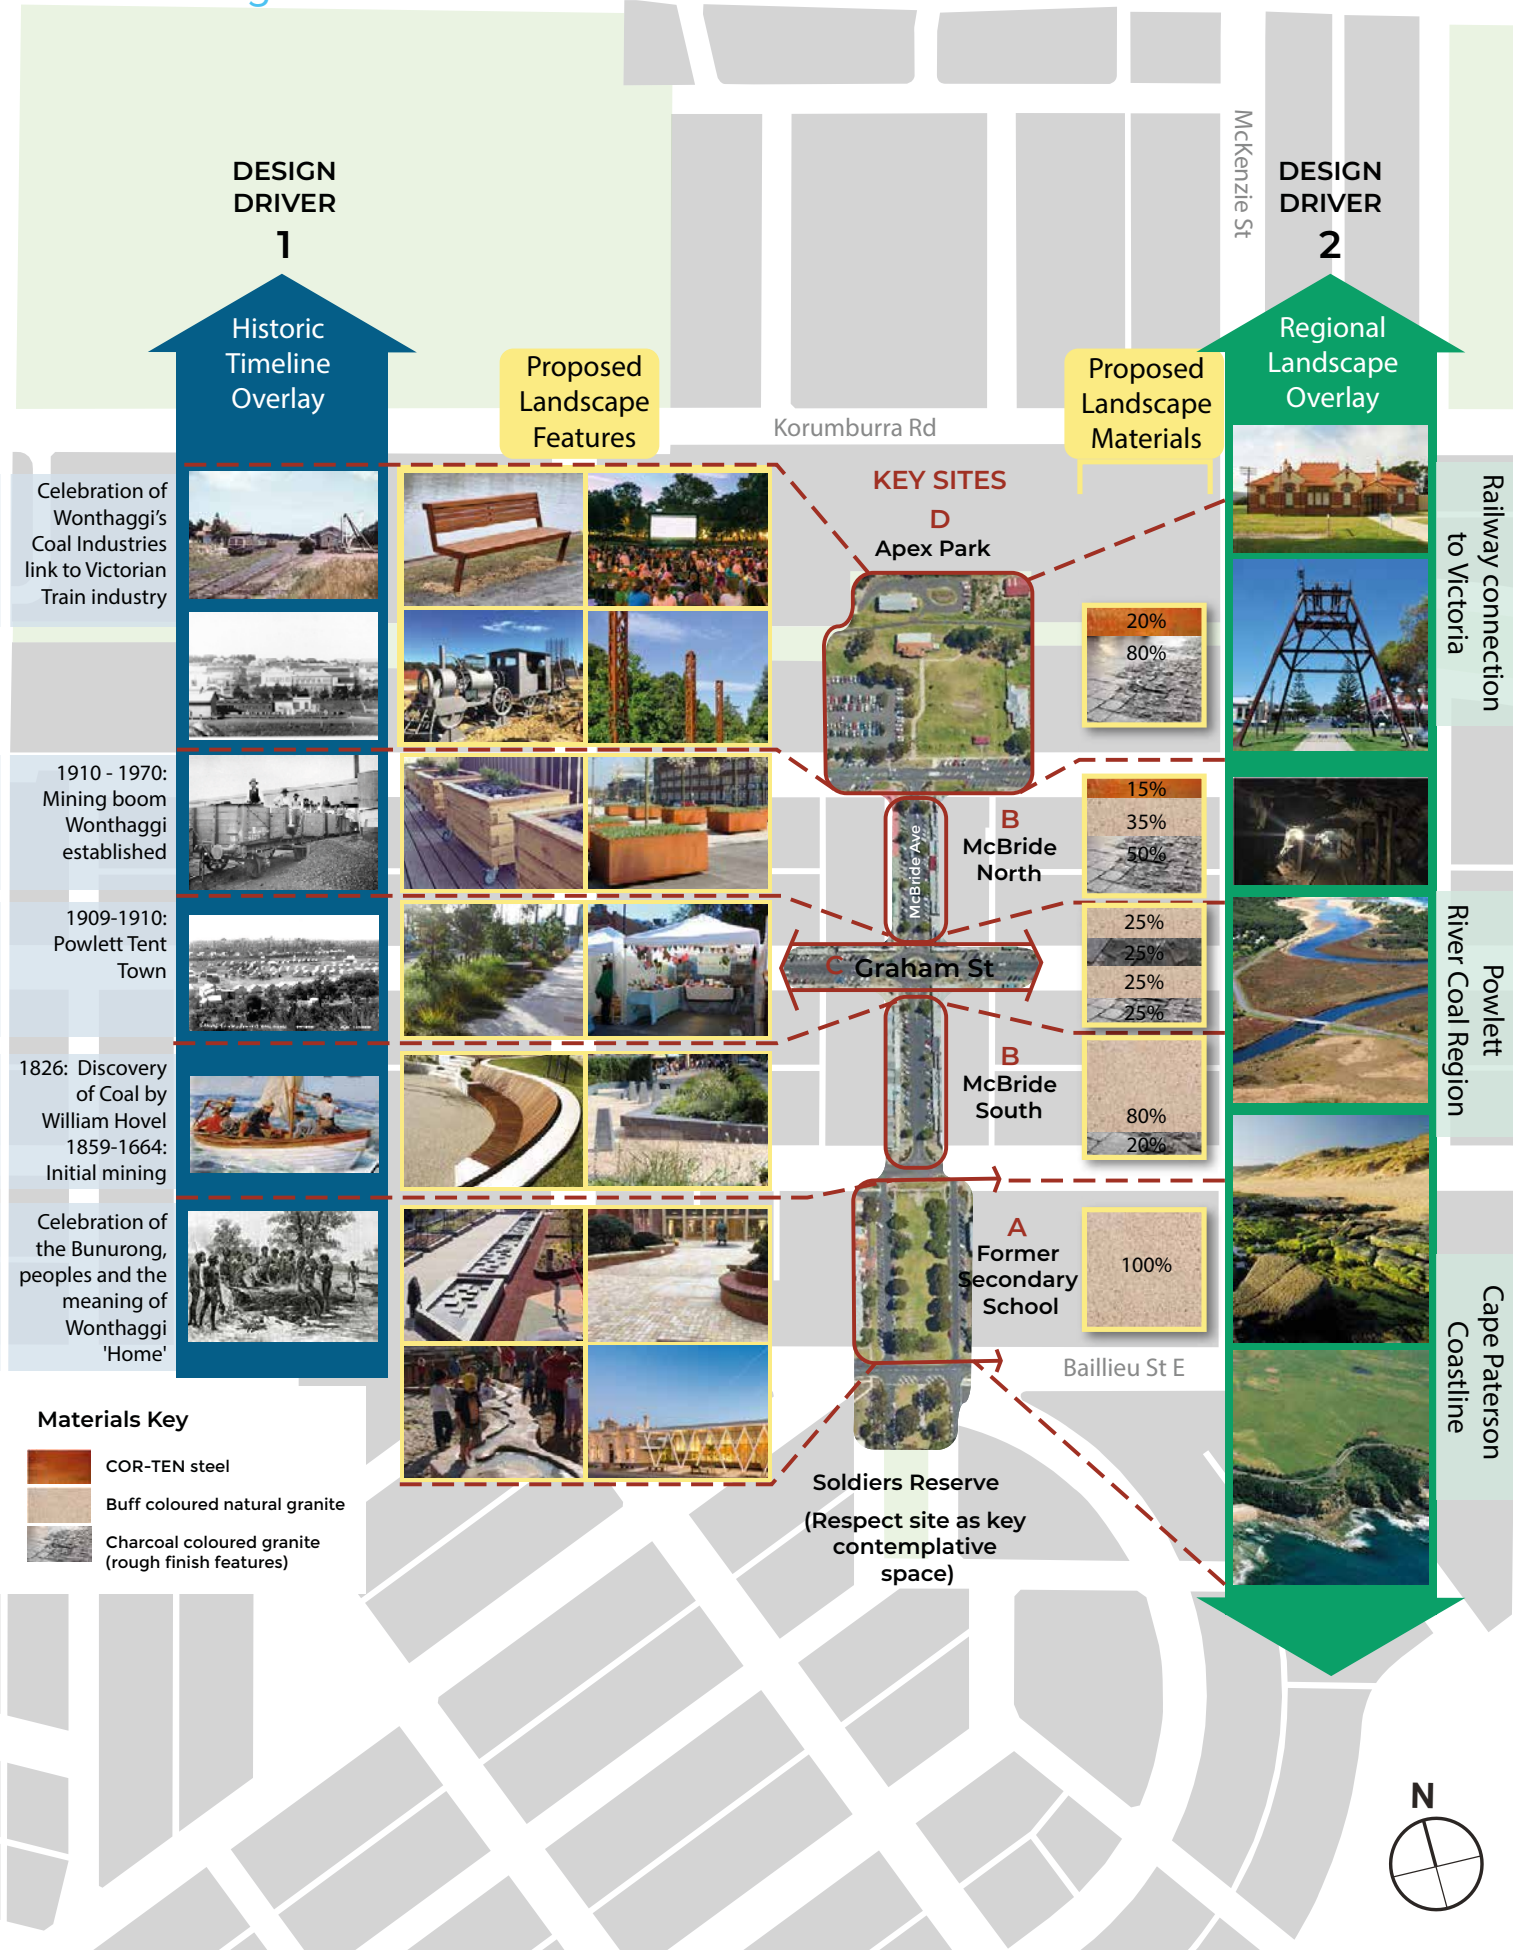 DESIGN
DRIVER
1
Historic
Timeline
Overlay
Proposed
Landscape
Features
Korumburra Rd
McKenzie St
Proposed
Landscape
Materials
DESIGN
DRIVER
2
Regional
Landscape
Overlay
KEY SITES
Celebration of
Wonthaggi's
Coal Industries
link to Victorian
Train industry
D
Apex Park
20%
80%
Railway connection
to Victoria
1910 - 1970:
Mining boom
Wonthaggi
established
McBride Ave
B
McBride
North
15%
35%
50%
1909-1910:
Powlett Tent
Town
C Graham St
25%
25%
25%
25%
Powlett
River Coal Region
1826: Discovery
of Coal by
William Hovel
1859-1664:
Initial mining
B
McBride
South
80%
20%
Celebration of
the Bunurong,
peoples and the
meaning of
Wonthaggi
'Home'
A
Former
Secondary
School
100%
Baillieu St E
Cape Paterson
Coastline
Soldiers Reserve
(Respect site as key
contemplative
space)
Materials Key
COR-TEN steel
Buff coloured natural granite
Charcoal coloured granite
(rough finish features)
N